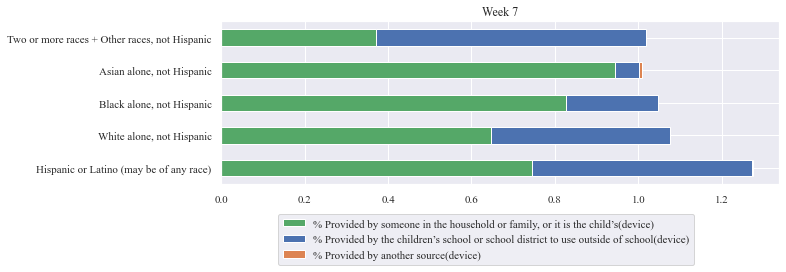 Week 7
Two or more races + Other races, not Hispanic
Asian alone, not Hispanic
Black alone, not Hispanic
White alone, not Hispanic
Hispanic or Latino (may be of any race)
0.0 0.2 0.4 0.6 0.8 1.0 1.2
% Provided by someone in the household or family, or it is the child’s(device)
% Provided by the children’s school or school district to use outside of school(device)
% Provided by another source(device)